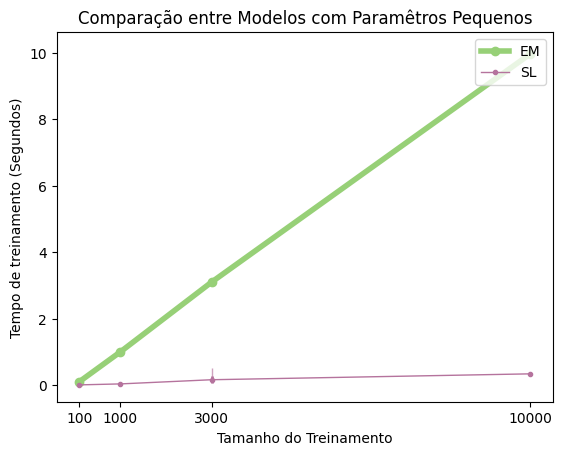 Comparação entre Modelos com Paramêtros Pequenos
EM
SL
Tempo de treinamento (Segundos)
10
8
6
4
2
0
100 1000 3000 10000
Tamanho do Treinamento